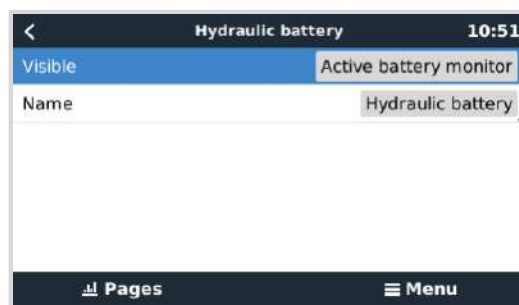 Hydraulic battery 10:51
Visible Active battery monitor
Name Hydraulic battery
Pages Menu